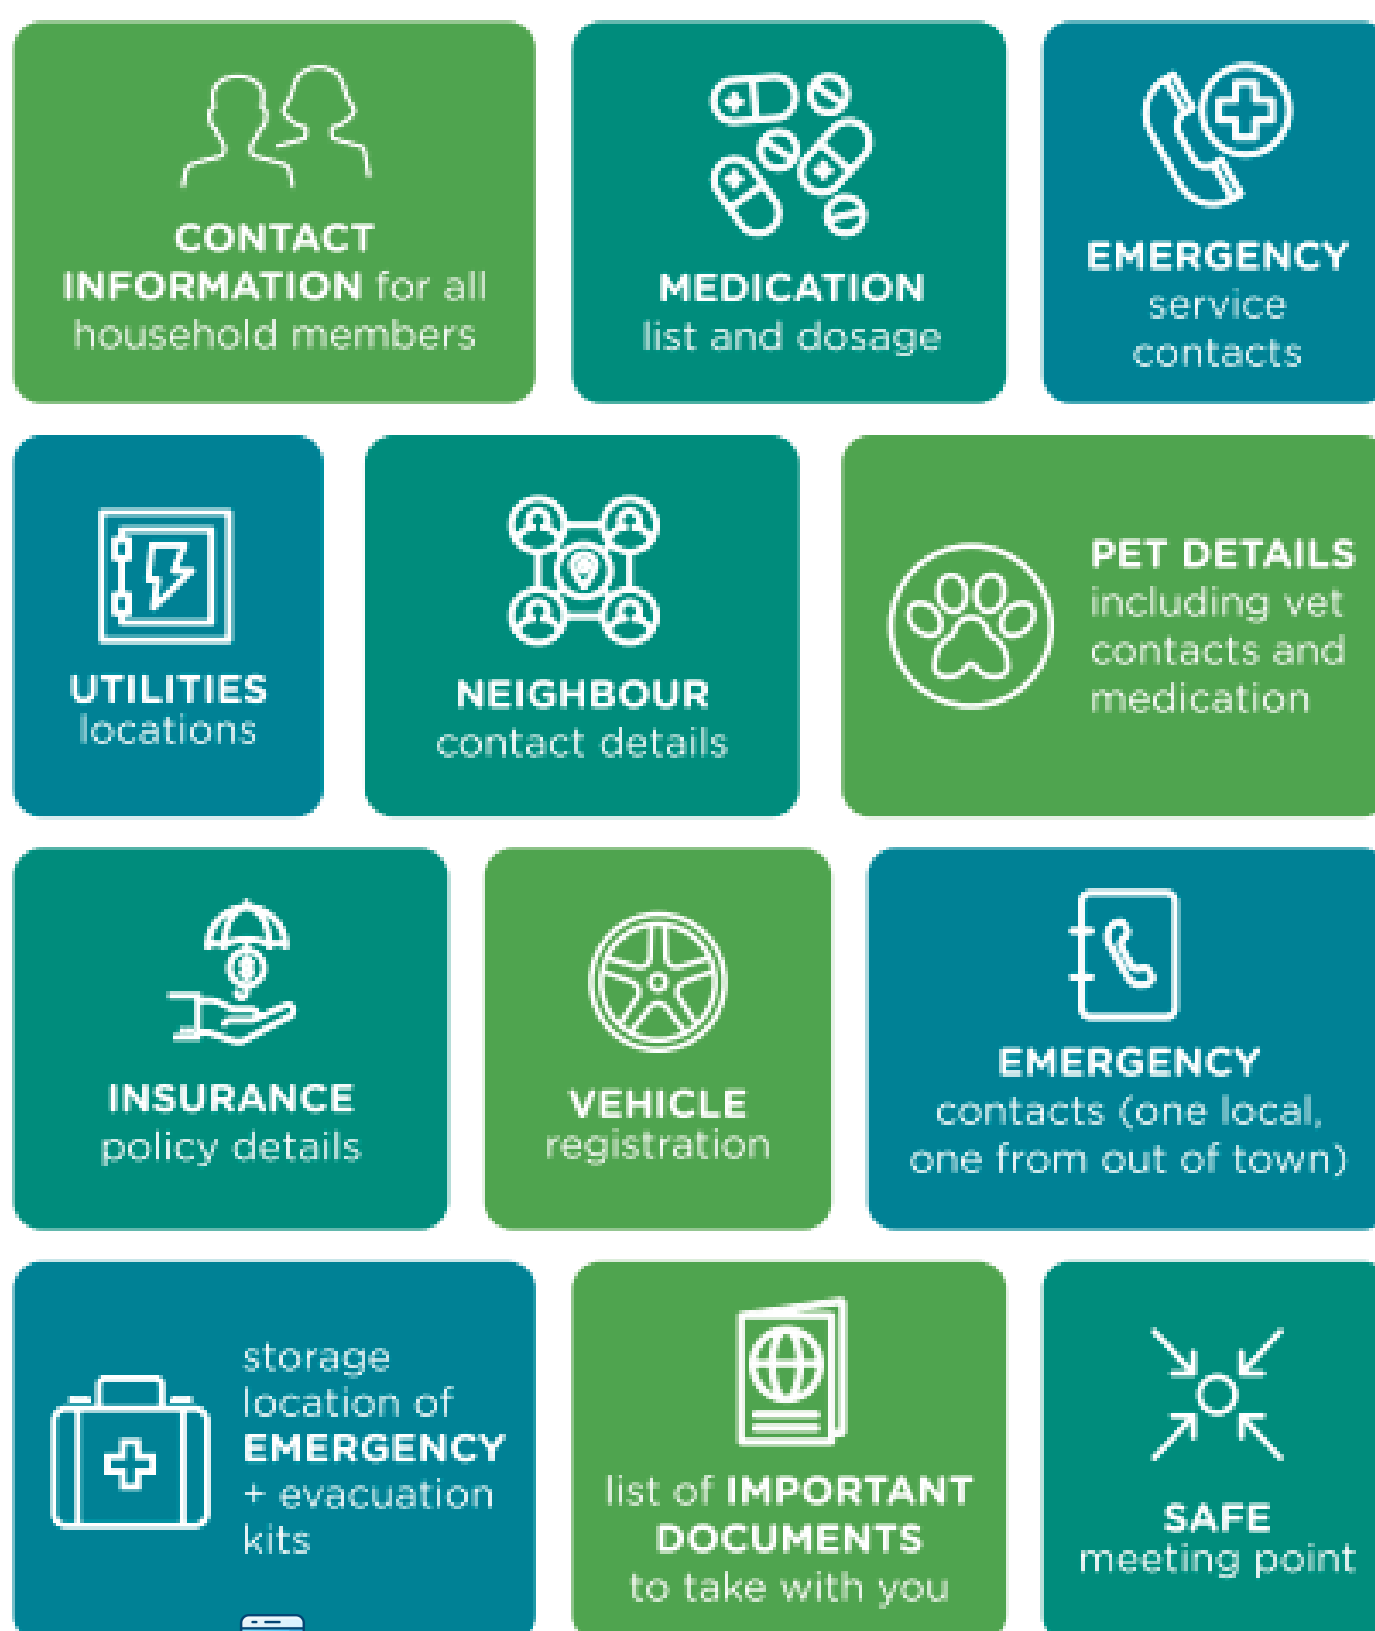 CONTACT
INFORMATION for all
household members
MEDICATION
list and dosage
EMERGENCY
service
contacts
UTILITIES
locations
NEIGHBOUR
contact details
PET DETAILS
including vet
contacts and
medication
INSURANCE
policy details
VEHICLE
registration
EMERGENCY
contacts (one local,
one from out of town)
storage
location of
EMERGENCY
+ evacuation
kits
list of IMPORTANT
DOCUMENTS
to take with you
SAFE
meeting point